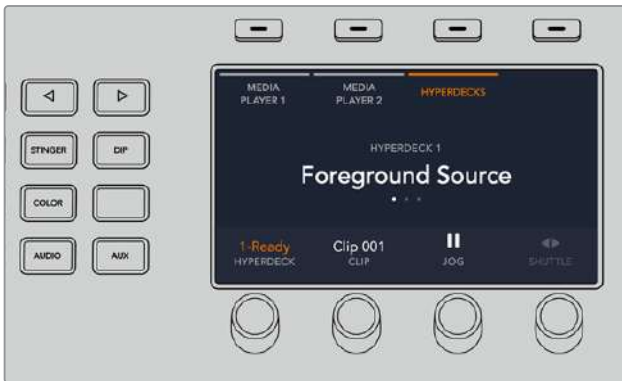 MEDIA PLAYER 1
MEDIA PLAYER 2
HYPERDECKS
STINGER
DIP
HYPERDECK 1
Foreground Source
COLOR
AUDIO
AUX
1-Ready
HYPERDECK
Clip 001
CLIP
JOG
SHUTTLE